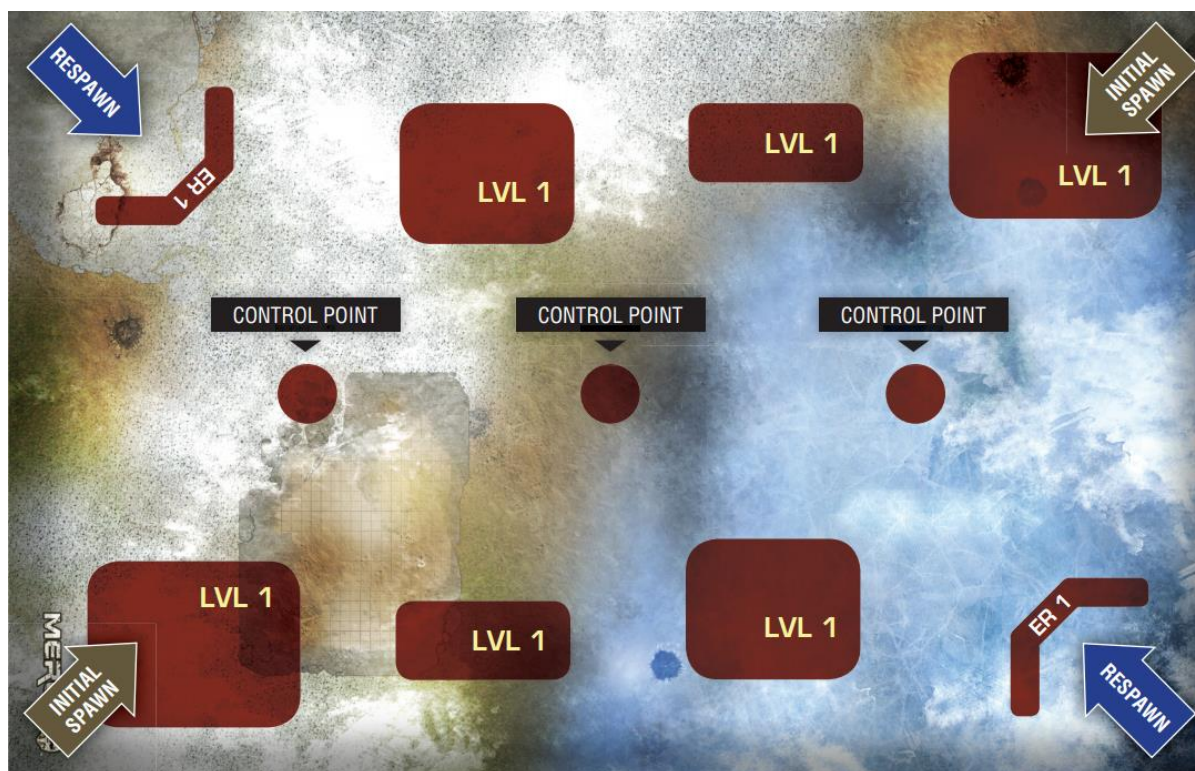 RESPAWN
INITIAL
SPAWN
LVL 1
LVL 1
LVL 1
ER 1
CONTROL POINT
CONTROL POINT
CONTROL POINT
LVL 1
LVL 1
LVL 1
ER 1
INITIAL
SPAWN
RESPAWN